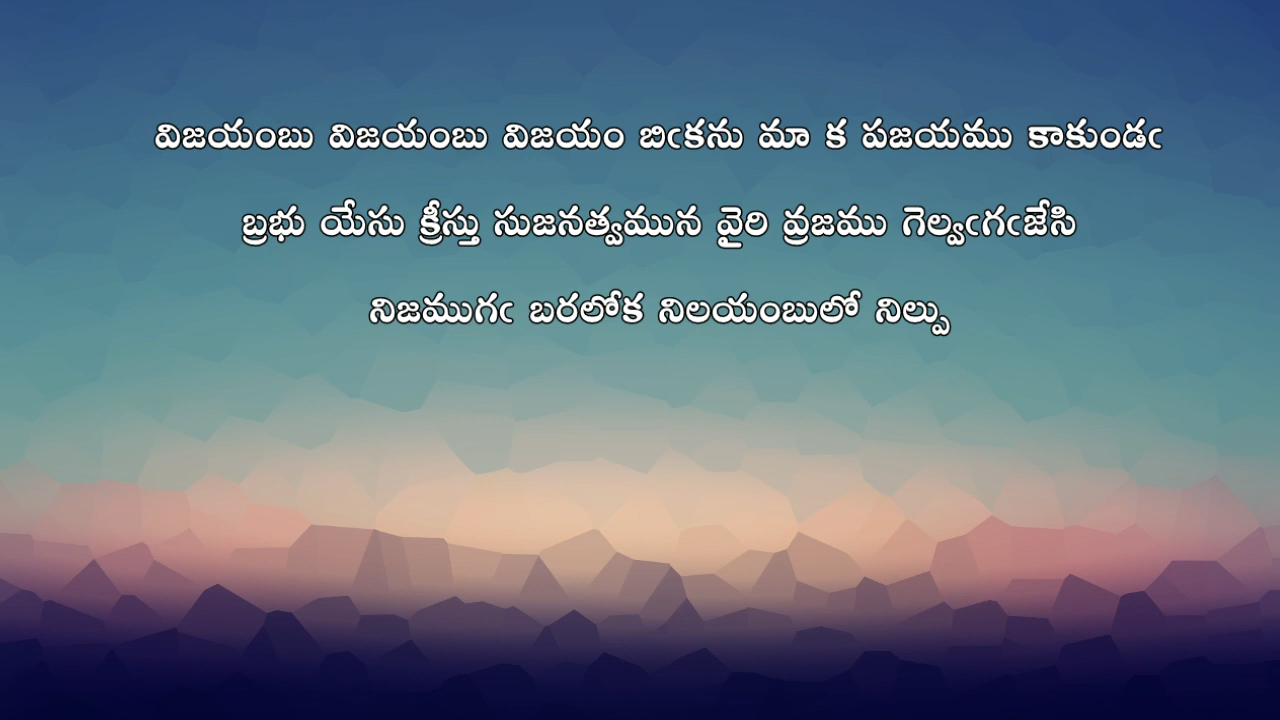 విజయంబు విజయంబు విజయం బిఁకను మా క పజయము కాకుండఁ
బ్రభు యేసు క్రీస్తు సుజనత్వమున వైరి వ్రజము గెల్వఁగఁజేసి
నిజముగఁ బరలోక నిలయంబులో నిల్పు